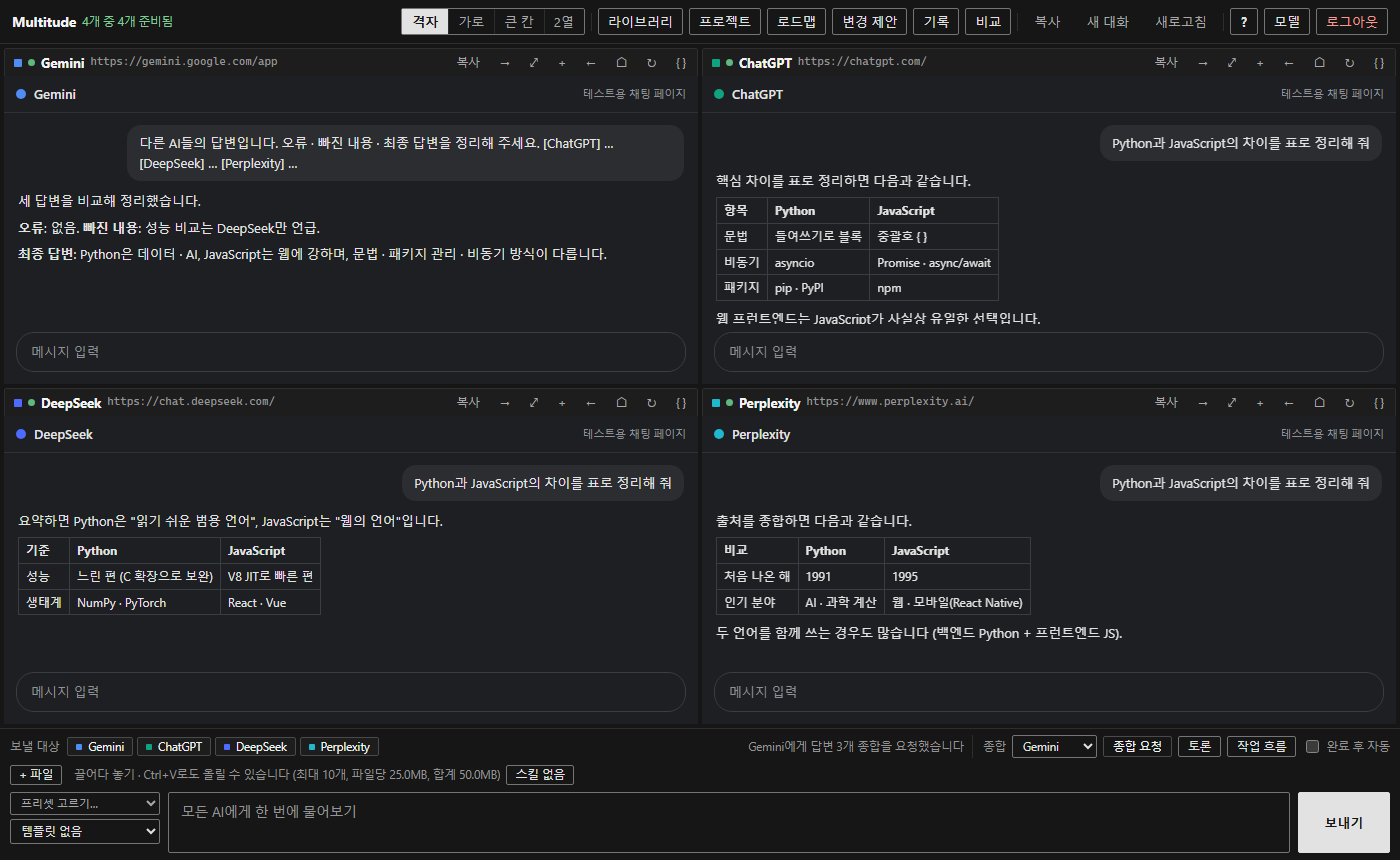 Multitude 4개 중 4개 준비됨 격자 가로 큰 칸 2열 라이브러리 프로젝트 로드맵 변경 제안 기록 비교 복사 새 대화 새로고침 ? 모델 로그아웃
Gemini https://gemini.google.com/app 복사 → ⤢ + ← ☖ ↻ { }
Gemini 테스트용 채팅 페이지
다른 AI들의 답변입니다. 오류 · 빠진 내용 · 최종 답변을 정리해 주세요. [ChatGPT] ...
[DeepSeek] ... [Perplexity] ...
세 답변을 비교해 정리했습니다.
오류: 없음. 빠진 내용: 성능 비교는 DeepSeek만 언급.
최종 답변: Python은 데이터 · AI, JavaScript는 웹에 강하며, 문법 · 패키지 관리 · 비동기 방식이 다릅니다.
메시지 입력
ChatGPT https://chatgpt.com/ 복사 → ⤢ + ← ☖ ↻ { }
ChatGPT 테스트용 채팅 페이지
Python과 JavaScript의 차이를 표로 정리해 줘
핵심 차이를 표로 정리하면 다음과 같습니다.
항목 Python JavaScript
문법 들여쓰기로 블록 중괄호 { }
비동기 asyncio Promise · async/await
패키지 pip · PyPI npm
웹 프런트엔드는 JavaScript가 사실상 유일한 선택입니다.
메시지 입력
DeepSeek https://chat.deepseek.com/ 복사 → ⤢ + ← ☖ ↻ { }
DeepSeek 테스트용 채팅 페이지
Python과 JavaScript의 차이를 표로 정리해 줘
요약하면 Python은 "읽기 쉬운 범용 언어", JavaScript는 "웹의 언어"입니다.
기준 Python JavaScript
성능 느린 편 (C 확장으로 보완) V8 JIT로 빠른 편
생태계 NumPy · PyTorch React · Vue
메시지 입력
Perplexity https://www.perplexity.ai/ 복사 → ⤢ + ← ☖ ↻ { }
Perplexity 테스트용 채팅 페이지
Python과 JavaScript의 차이를 표로 정리해 줘
출처를 종합하면 다음과 같습니다.
비교 Python JavaScript
처음 나온 해 1991 1995
인기 분야 AI · 과학 계산 웹 · 모바일(React Native)
두 언어를 함께 쓰는 경우도 많습니다 (백엔드 Python + 프런트엔드 JS).
메시지 입력
보낼 대상 Gemini ChatGPT DeepSeek Perplexity Gemini에게 답변 3개 종합을 요청했습니다 종합 Gemini 종합 요청 토론 작업 흐름 완료 후 자동
+ 파일 끌어다 놓기 · Ctrl+V로도 올릴 수 있습니다 (최대 10개, 파일당 25.0MB, 합계 50.0MB) 스킬 없음
프리셋 고르기...
템플릿 없음
모든 AI에게 한 번에 물어보기
보내기